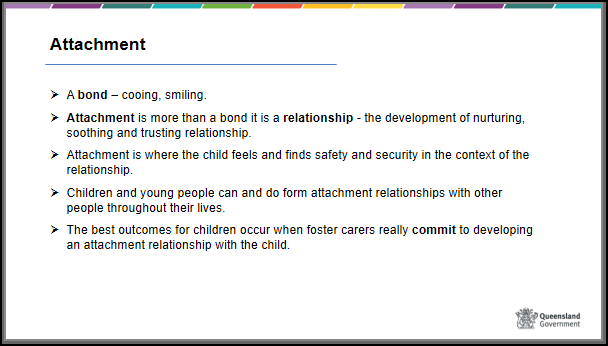 Attachment
➢ A bond – cooing, smiling.
➢ Attachment is more than a bond it is a relationship - the development of nurturing,
soothing and trusting relationship.
➢ Attachment is where the child feels and finds safety and security in the context of the
relationship.
➢ Children and young people can and do form attachment relationships with other
people throughout their lives.
➢ The best outcomes for children occur when foster carers really commit to developing
an attachment relationship with the child.
Queensland
Government